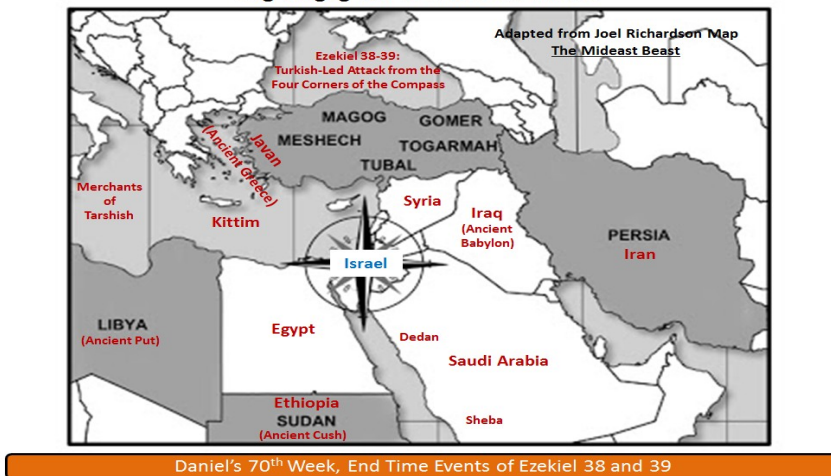 Adapted from Joel Richardson Map
The Mideast Beast
Ezekiel 38-39:
Turkish-Led Attack from the
Four Corners of the Compass
MAGOG
GOMER
MESHECH
TOGARMAH
TUBAL
Javan
(Ancient Greece)
Merchants
of
Tarshish
Kittim
Syria
Iraq
(Ancient
Babylon)
PERSIA
Iran
Israel
LIBYA
(Ancient Put)
Egypt
Dedan
Saudi Arabia
Sheba
Ethiopia
SUDAN
(Ancient Cush)
Daniel's 70th Week, End Time Events of Ezekiel 38 and 39